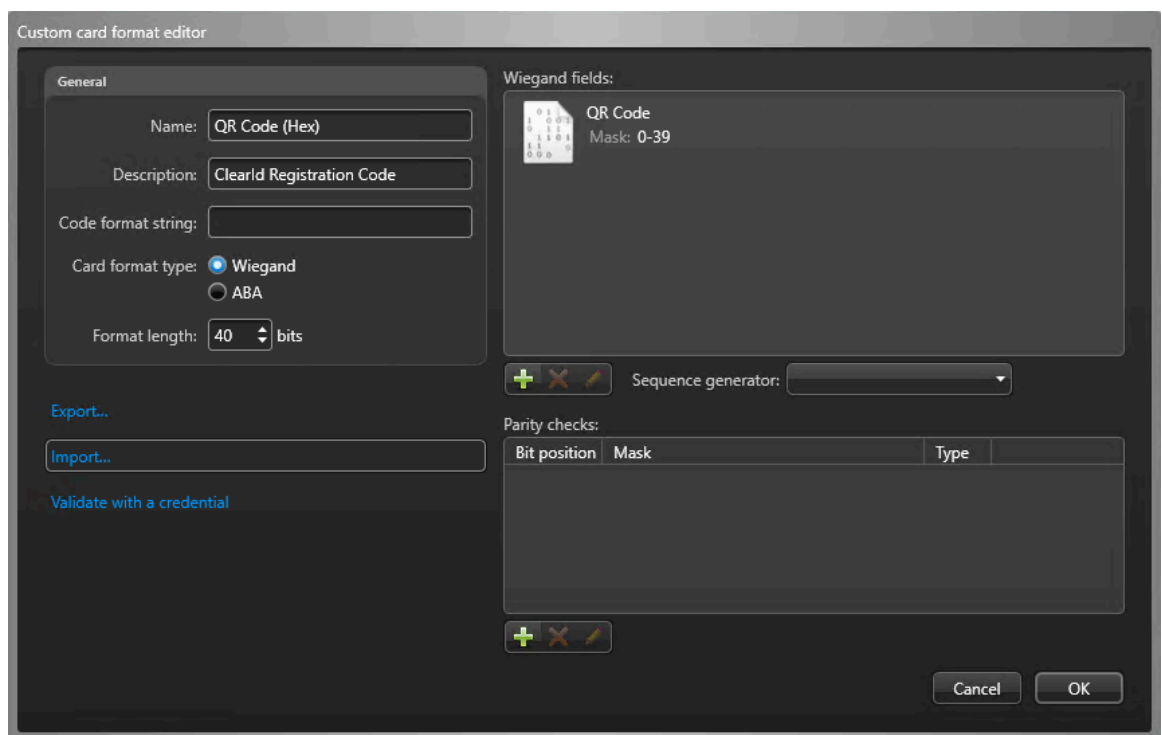 Custom card format editor
General
Name: QR Code (Hex)
Description: ClearId Registration Code
Code format string:
Card format type: Wiegand
ABA
Format length: 40 bits
Export...
Import...
Validate with a credential
Wiegand fields:
QR Code
Mask: 0-39
Sequence generator:
Parity checks:
Bit position Mask Type
Cancel OK